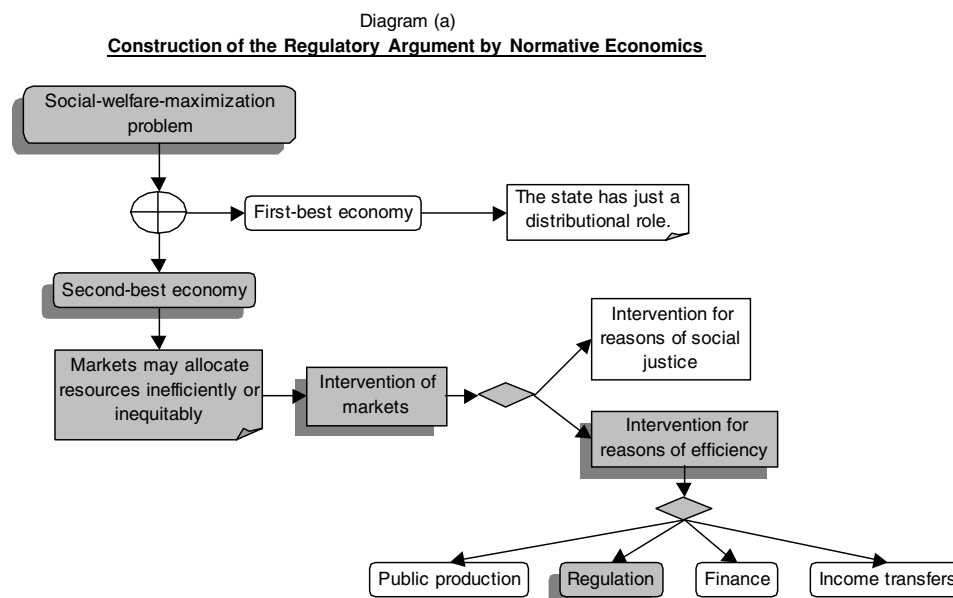 Diagram (a)
Construction of the Regulatory Argument by Normative Economics
Social-welfare-maximization
problem
First-best economy
The state has just a
distributional role.
Second-best economy
Markets may allocate
resources inefficiently or
inequitably
Intervention of
markets
Intervention for
reasons of social
justice
Intervention for
reasons of efficiency
Public production
Regulation
Finance
Income transfers